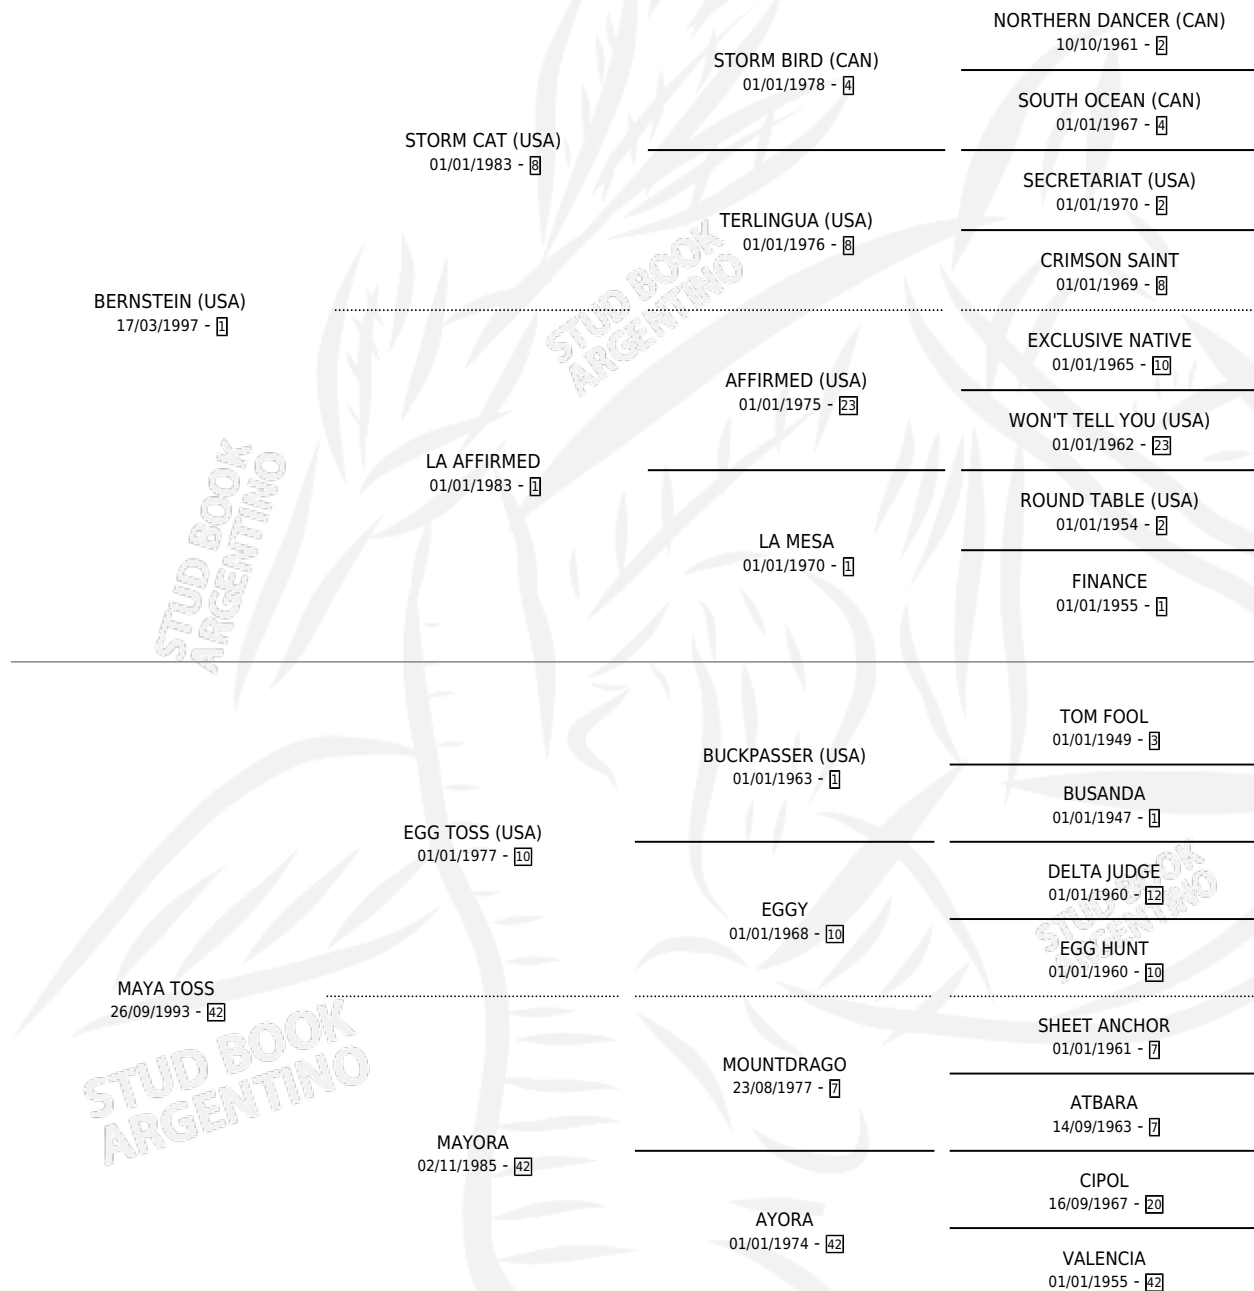 NORTHERN DANCER (CAN)
10/10/1961 - 2
STORM BIRD (CAN)
01/01/1978 - 4
SOUTH OCEAN (CAN)
01/01/1967 - 4
STORM CAT (USA)
01/01/1983 - 8
SECRETARIAT (USA)
01/01/1970 - 2
TERLINGUA (USA)
01/01/1976 - 8
CRIMSON SAINT
01/01/1969 - 8
BERNSTEIN (USA)
17/03/1997 - 1
STUD BOOK
ARGENTINO
EXCLUSIVE NATIVE
01/01/1965 - 10
AFFIRMED (USA)
01/01/1975 - 23
WON'T TELL YOU (USA)
01/01/1962 - 23
LA AFFIRMED
01/01/1983 - 1
ROUND TABLE (USA)
01/01/1954 - 2
LA MESA
01/01/1970 - 1
FINANCE
01/01/1955 - 1
STUD BOOK
ARGENTINO
TOM FOOL
01/01/1949 - 3
BUCKPASSER (USA)
01/01/1963 - 1
BUSANDA
01/01/1947 - 1
EGG TOSS (USA)
01/01/1977 - 10
DELTA JUDGE
01/01/1960 - 12
EGGY
01/01/1968 - 10
STUD BOOK
ARGENTINO
EGG HUNT
01/01/1960 - 10
MAYA TOSS
26/09/1993 - 42
SHEET ANCHOR
01/01/1961 - 7
MOUNTDRAGO
23/08/1977 - 7
STUD BOOK
ARGENTINO
ATBARA
14/09/1963 - 7
MAYORA
02/11/1985 - 42
CIPOL
16/09/1967 - 20
AYORA
01/01/1974 - 42
VALENCIA
01/01/1955 - 42